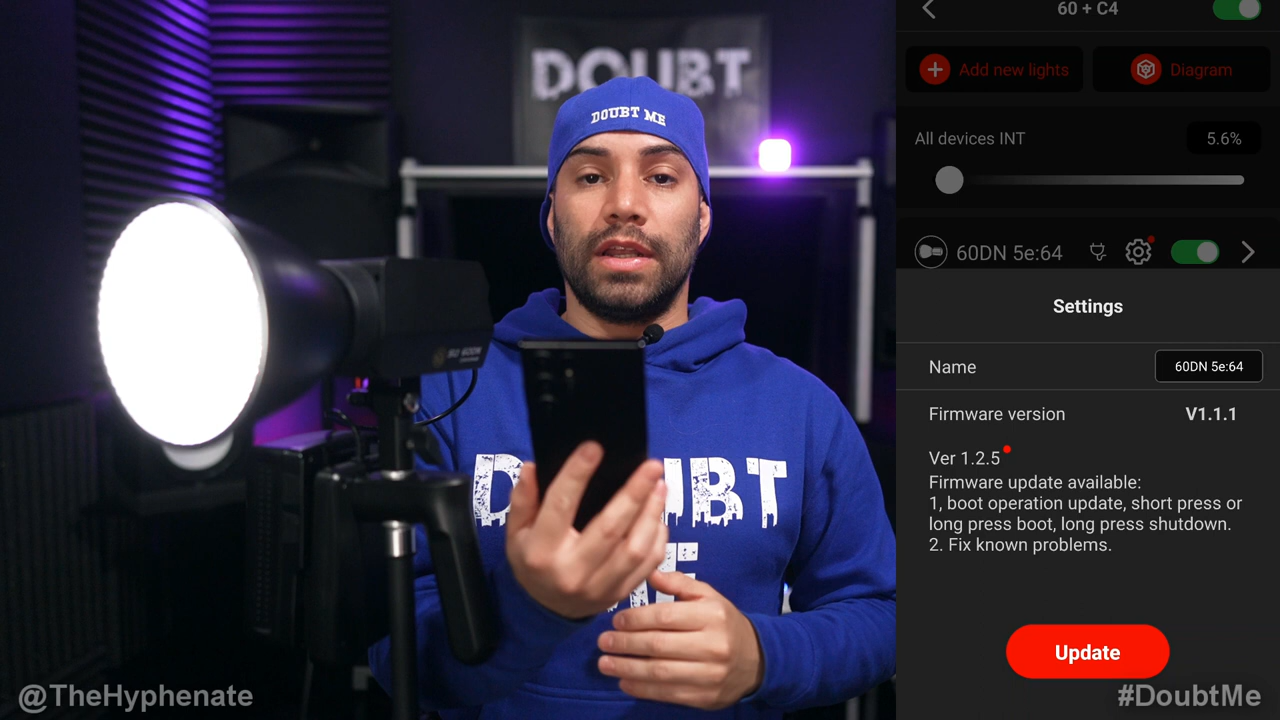 DOUBT
DOUBT ME
60DN
DOUBT
ME
@TheHyphenate
60 + C4
Add new lights
Diagram
All devices INT
5.6%
60DN 5e:64
Settings
Name
60DN 5e:64
Firmware version
V1.1.1
Ver 1.2.5
Firmware update available:
1, boot operation update, short press or
long press boot, long press shutdown.
2. Fix known problems.
Update
#DoubtMe